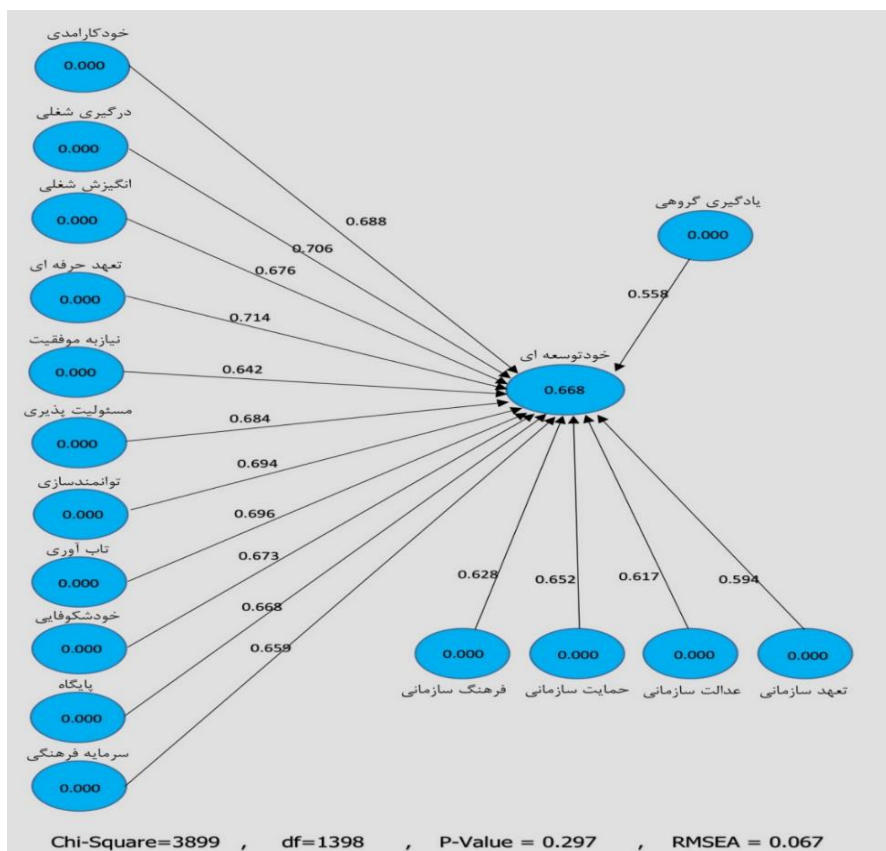 خودکارامدی
0.000
درگیری شغلی
0.000
انگیزش شغلی
0.000
تعهد حرفه ای
0.000
نیازبه موفقیت
0.000
مسئولیت پذیری
0.000
توانمندسازی
0.000
تاب آوری
0.000
خودشکوفایی
0.000
پایگاه
0.000
سرمایه فرهنگی
0.000
0.688
0.706
0.676
0.714
0.642
0.684
0.694
0.696
0.673
0.668
0.659
یادگیری گروهی
0.000
0.558
خودتوسعه ای
0.668
0.628
0.652
0.617
0.594
0.000
0.000
0.000
0.000
فرهنگ سازمانی
حمایت سازمانی
عدالت سازمانی
تعهد سازمانی
Chi-Square=3899 , df=1398 , P-Value = 0.297 , RMSEA = 0.067